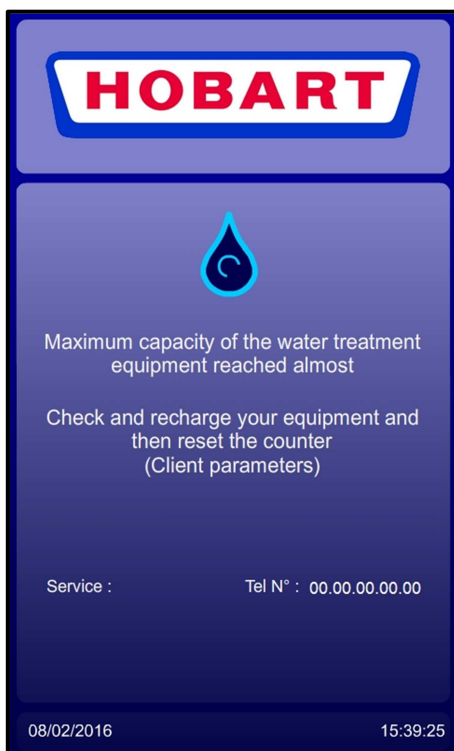 HOBART
Maximum capacity of the water treatment
equipment reached almost
Check and recharge your equipment and
then reset the counter
(Client parameters)
Service : Tel N° : 00.00.00.00.00
08/02/2016 15:39:25